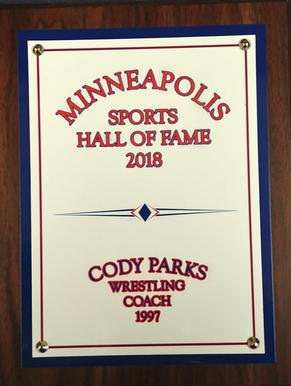 MINNEAPOLIS
SPORTS
HALL OF FAME
2018
CODY PARKS
WRESTLING
COACH
1997